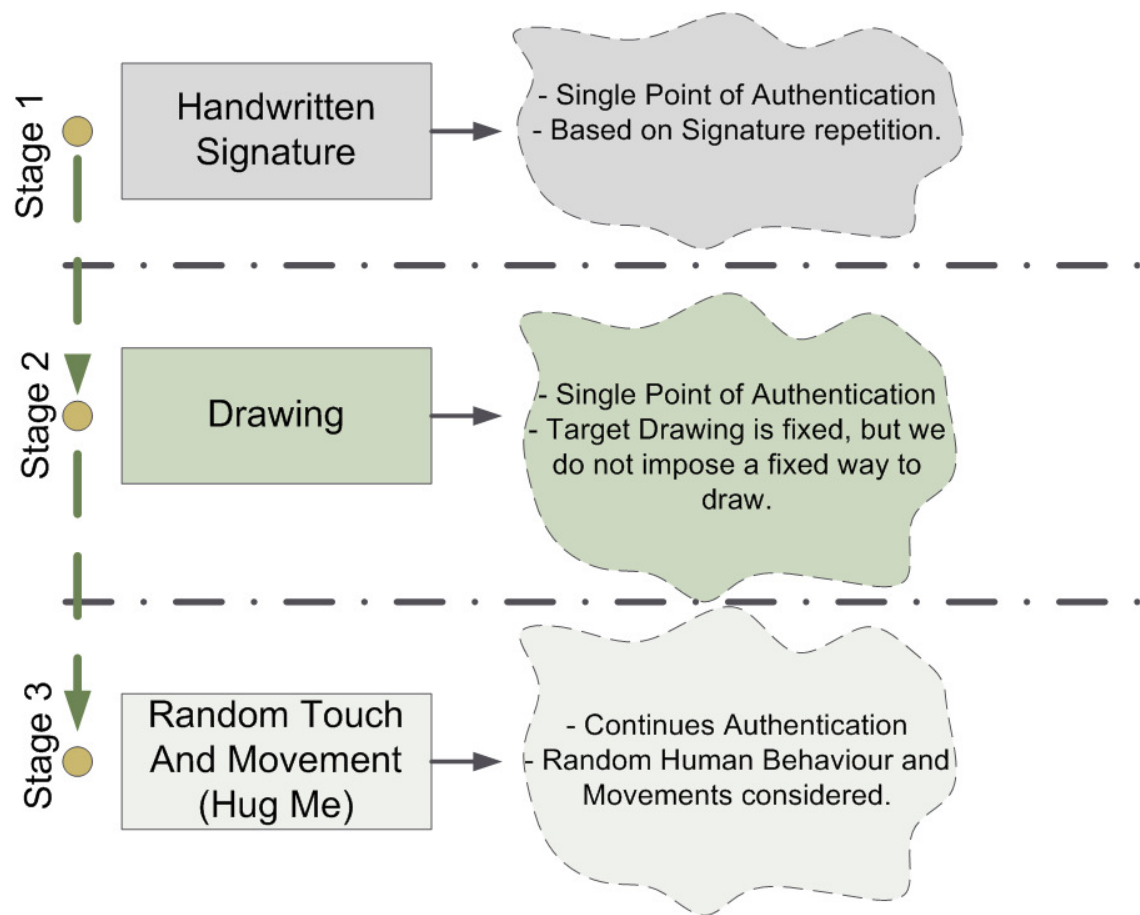 Stage 1
Handwritten
Signature
- Single Point of Authentication
- Based on Signature repetition.
Stage 2
Drawing
- Single Point of Authentication
- Target Drawing is fixed, but we
do not impose a fixed way to
draw.
Stage 3
Random Touch
And Movement
(Hug Me)
- Continues Authentication
- Random Human Behaviour and
Movements considered.